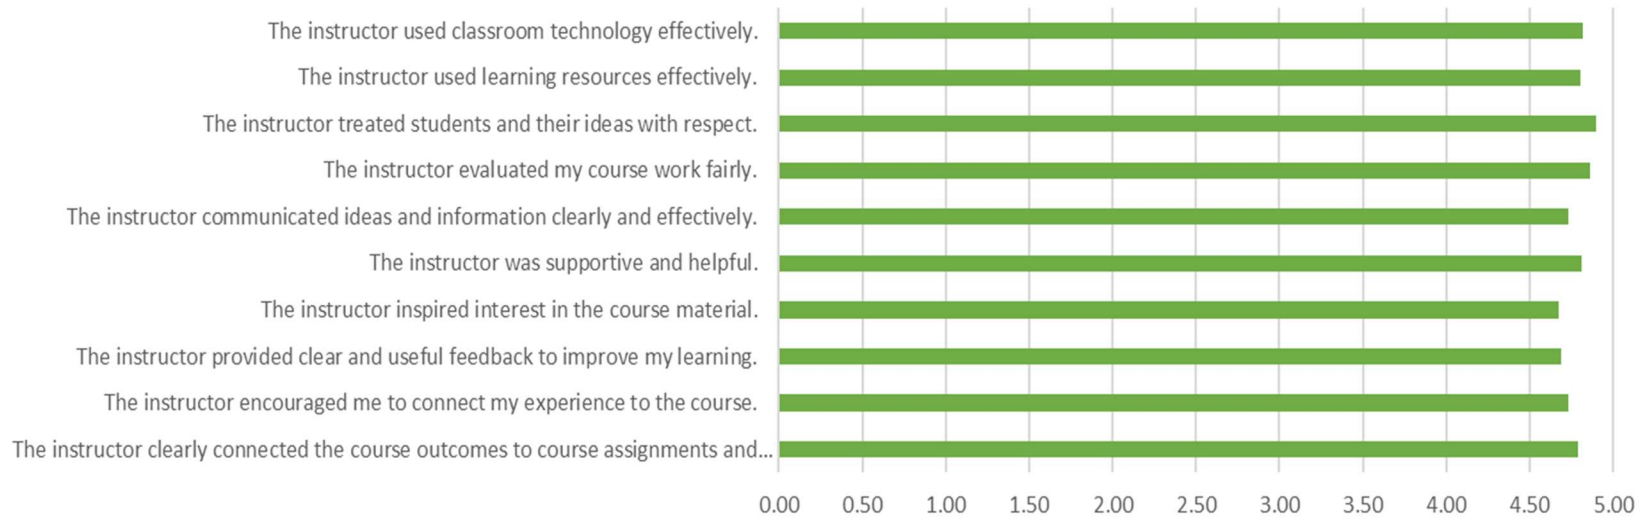 The instructor used classroom technology effectively.
The instructor used learning resources effectively.
The instructor treated students and their ideas with respect.
The instructor evaluated my course work fairly.
The instructor communicated ideas and information clearly and effectively.
The instructor was supportive and helpful.
The instructor inspired interest in the course material.
The instructor provided clear and useful feedback to improve my learning.
The instructor encouraged me to connect my experience to the course.
The instructor clearly connected the course outcomes to course assignments and...
0.00 0.50 1.00 1.50 2.00 2.50 3.00 3.50 4.00 4.50 5.00